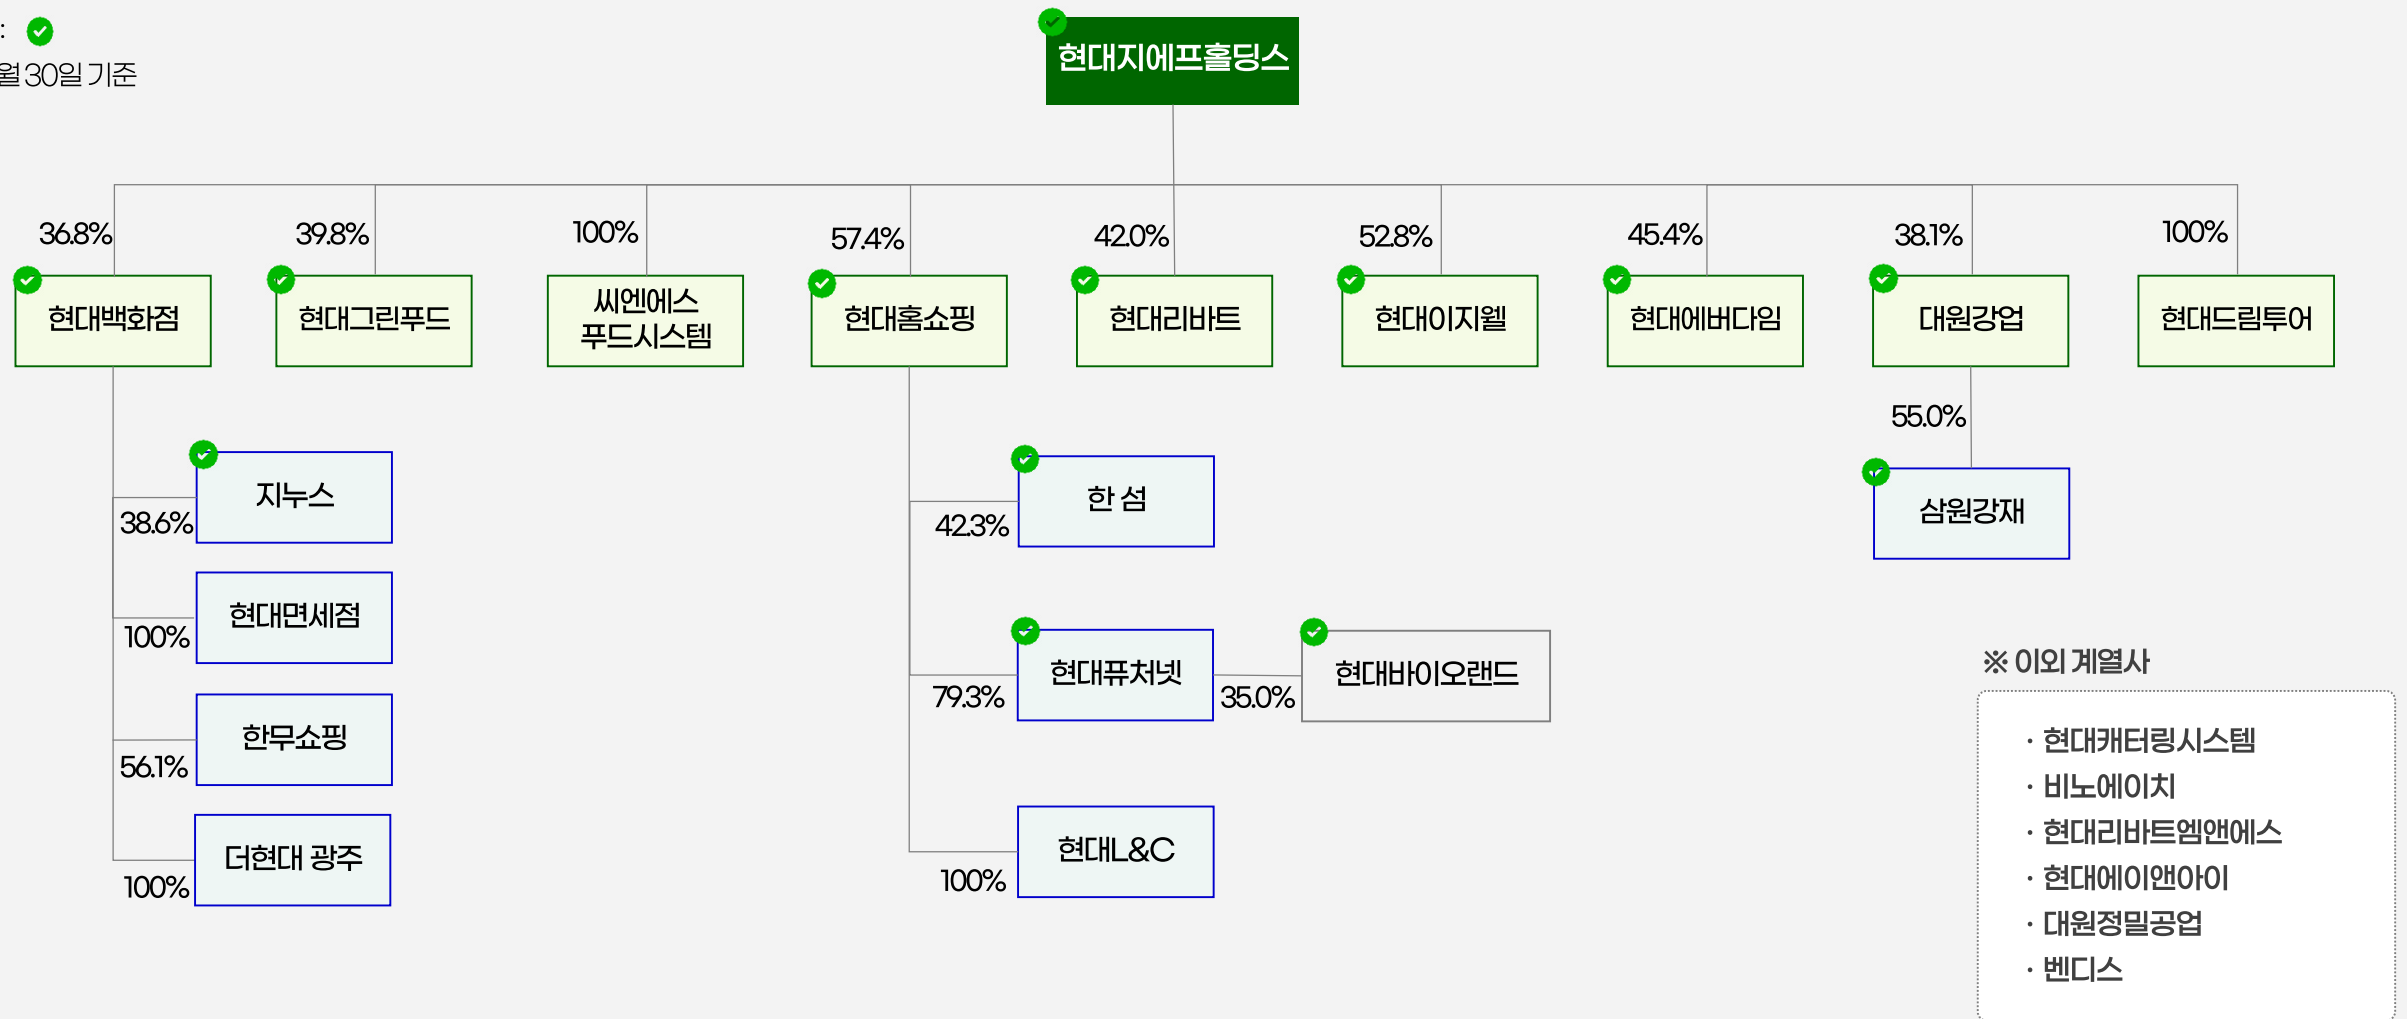 :
월 30일 기준
현대지에프홀딩스
36.8%
39.8%
100%
57.4%
42.0%
52.8%
45.4%
38.1%
100%
현대백화점
현대그린푸드
씨엔에스
푸드시스템
현대홈쇼핑
현대리바트
현대이지웰
현대에버다임
대원강업
현대드림투어
55.0%
지누스
38.6%
한 섬
42.3%
삼원강재
현대면세점
100%
현대퓨처넷
79.3%
35.0%
현대바이오랜드
한무쇼핑
56.1%
더현대 광주
100%
현대L&C
100%
※ 이외 계열사
· 현대캐터링시스템
· 비노에이치
· 현대리바트엠앤에스
· 현대에이앤아이
· 대원정밀공업
· 벤디스